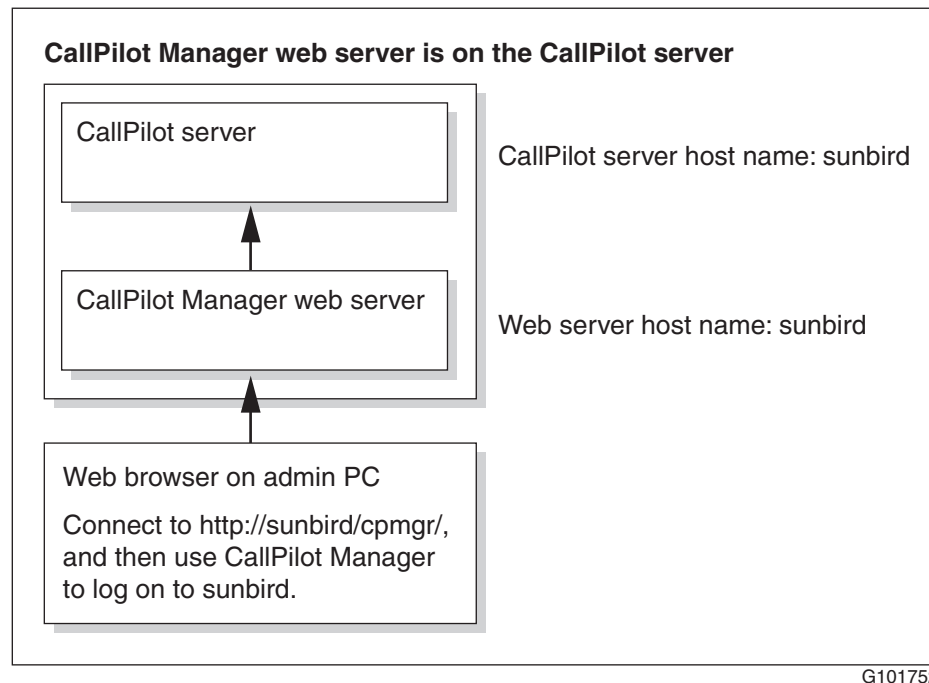 CallPilot Manager web server is on the CallPilot server
CallPilot server
CallPilot server host name: sunbird
CallPilot Manager web server
Web server host name: sunbird
Web browser on admin PC
Connect to http://sunbird/cpmgr/,
and then use CallPilot Manager
to log on to sunbird.